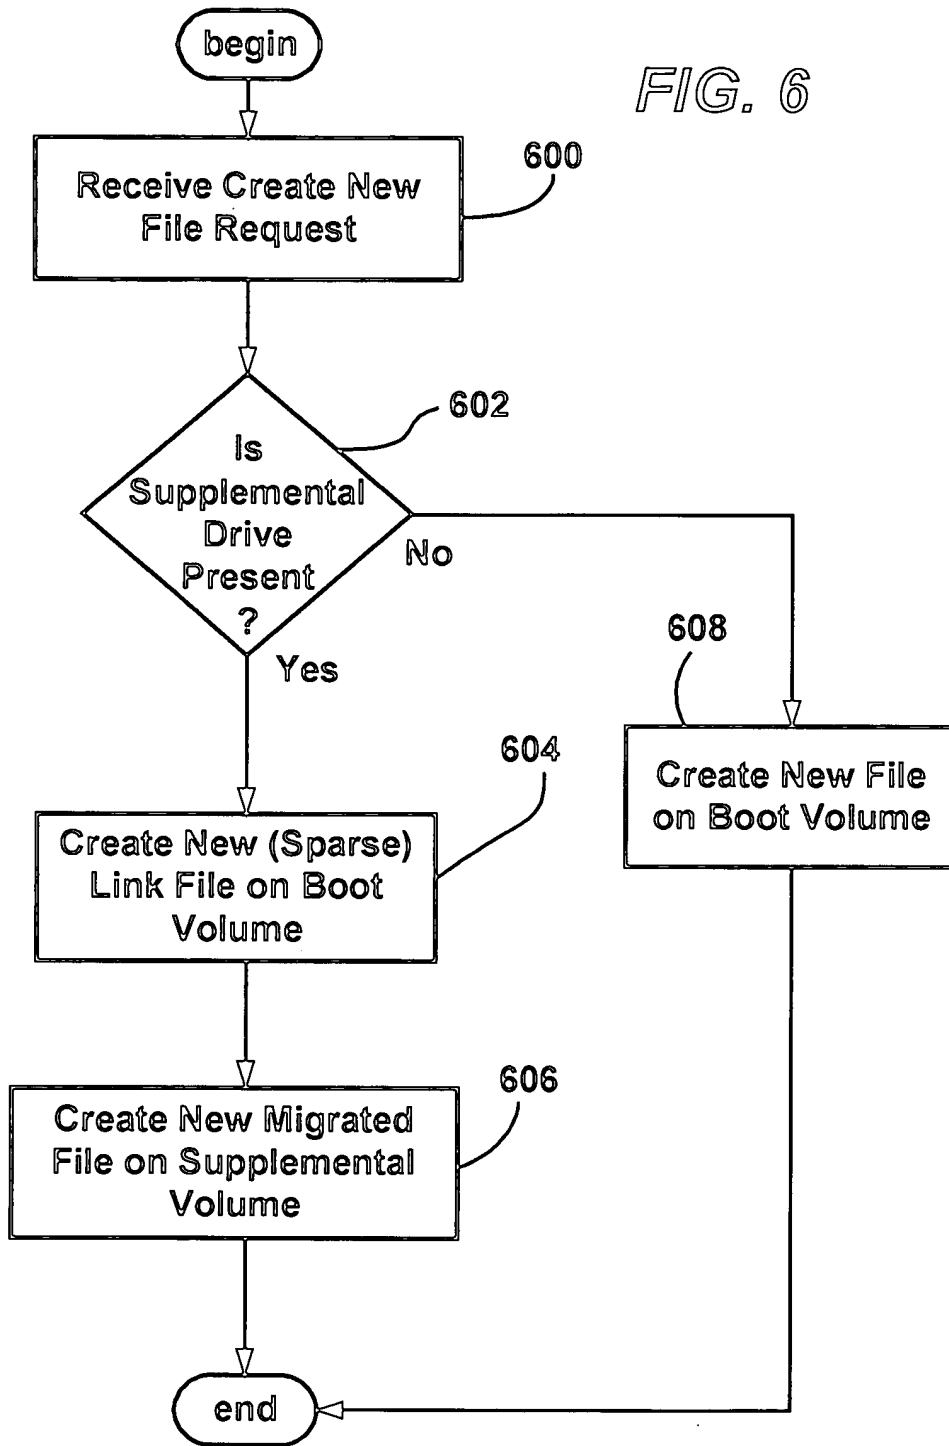 begin
FIG. 6
600
Receive Create New
File Request
602
Is
Supplemental
Drive
Present
?
No
Yes
608
Create New File
on Boot Volume
604
Create New (Sparse)
Link File on Boot
Volume
606
Create New Migrated
File on Supplemental
Volume
end